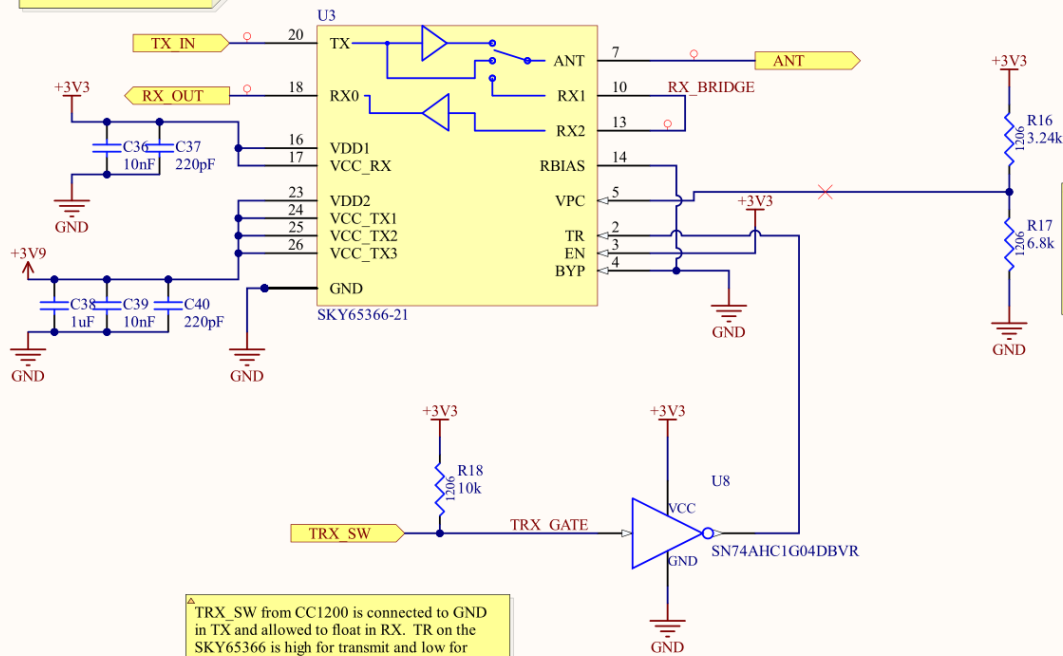 U3
TX_IN
20
TX
ANT
7
ANT
+3V3
RX_OUT
18
RX0
RX1
10
RX_BRIDGE
+3V3
RX2
13
R16
3.24k
1206
C36
10nF
C37
220pF
16
VDD1
17
VCC_RX
RBIAS
14
GND
23
VDD2
VPC
5
+3V3
24
VCC_TX1
25
VCC_TX2
TR
2
R17
6.8k
1206
26
VCC_TX3
EN
3
BYP
4
+3V9
C38
1uF
C39
10nF
C40
220pF
GND
SKY65366-21
GND
GND
GND
GND
+3V3
+3V3
R18
10k
1206
U8
VCC
TRX_SW
TRX_GATE
SN74AHC1G04DBVR
GND
GND
TRX_SW from CC1200 is connected to GND
in TX and allowed to float in RX.  TR on the
SKY65366 is high for transmit and low for